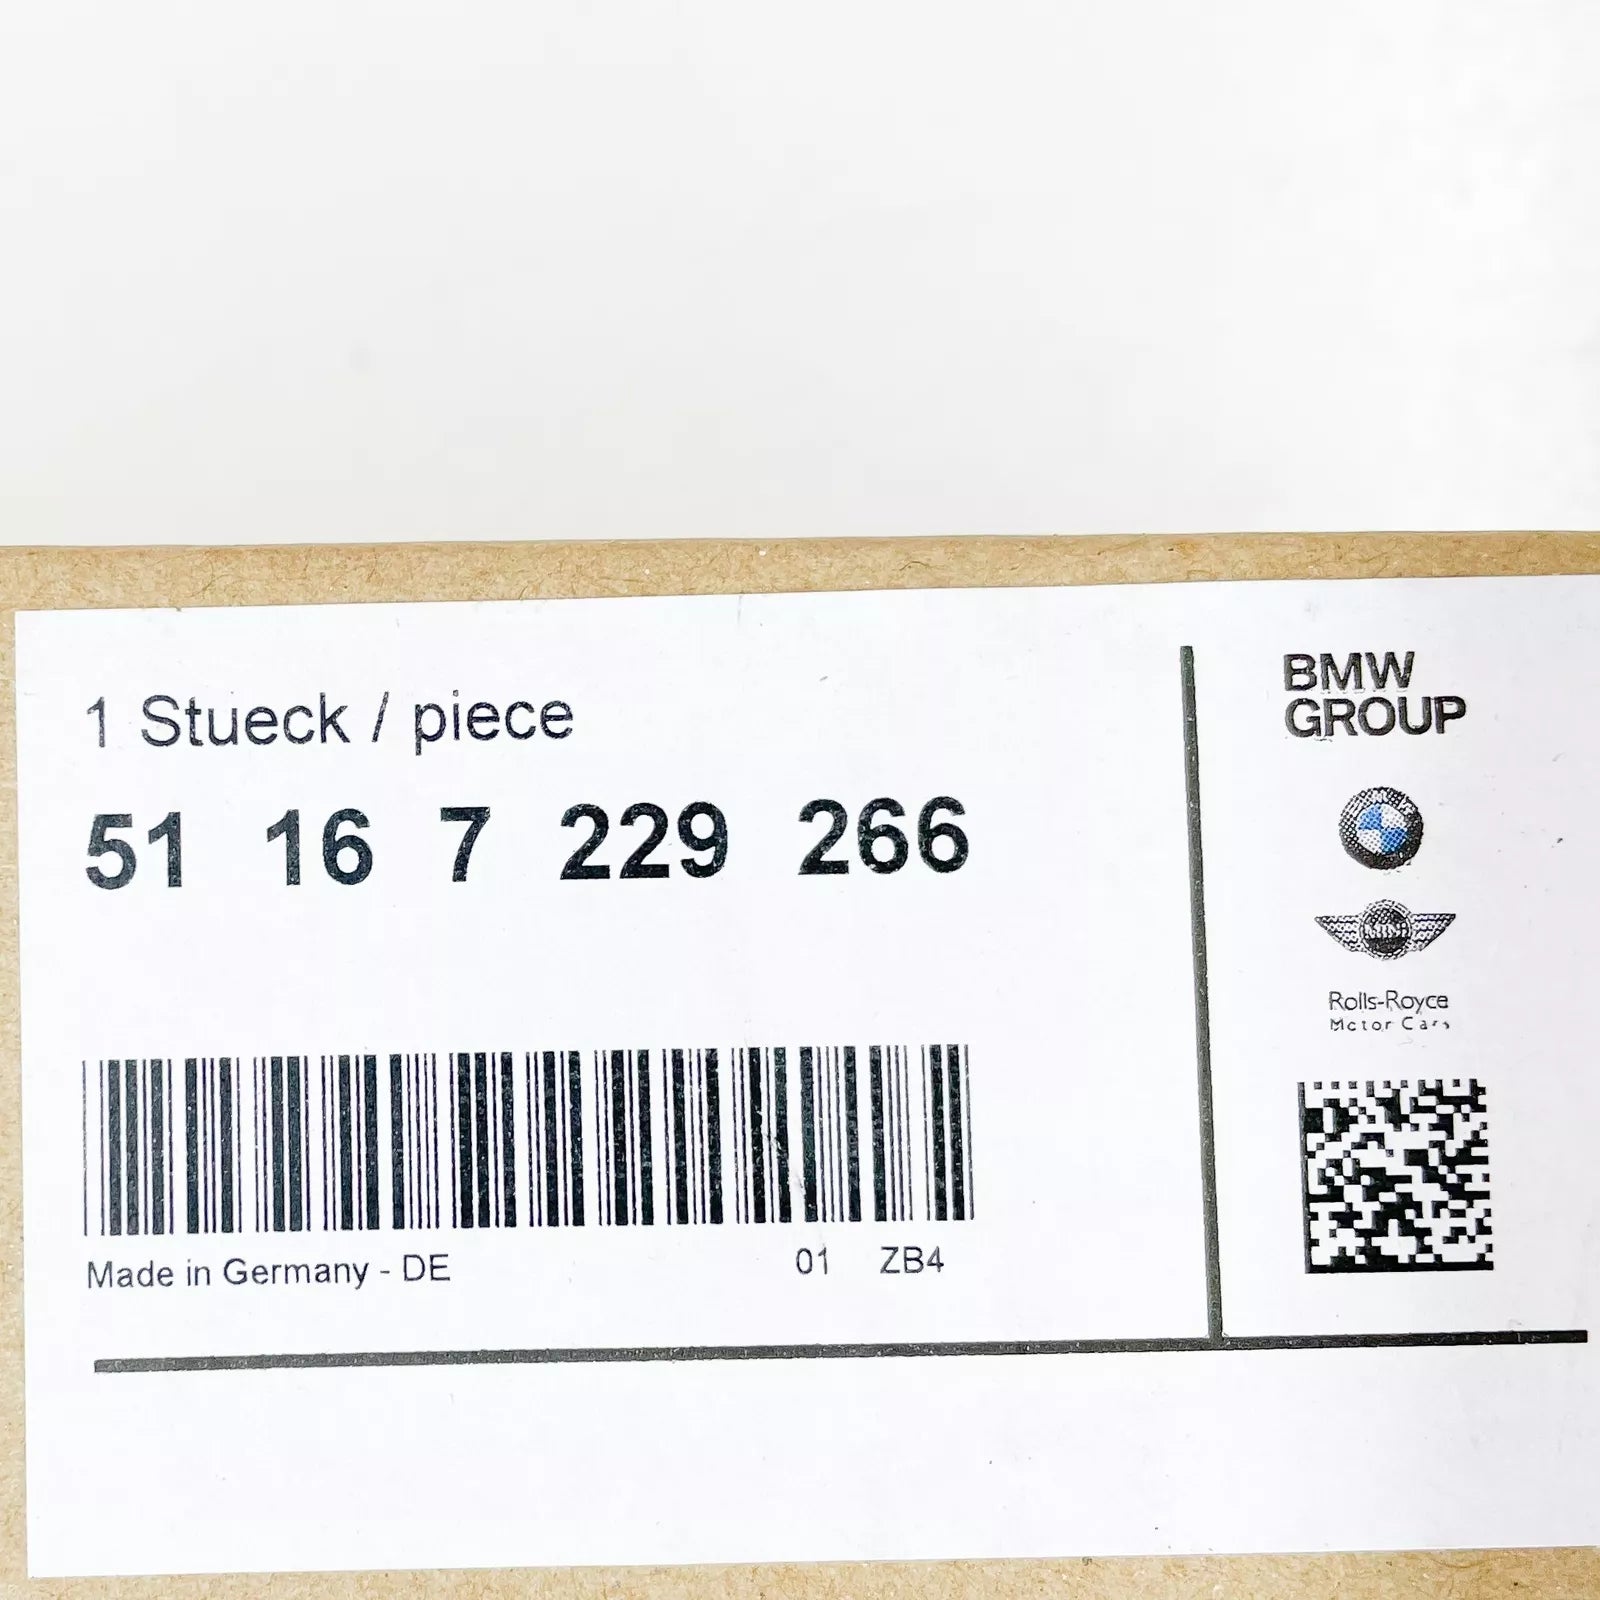 1 Stueck / piece
51 16 7 229 266
Made in Germany - DE 01 ZB4
BMW
GROUP
MINI
Rolls-Royce
Motor Cars